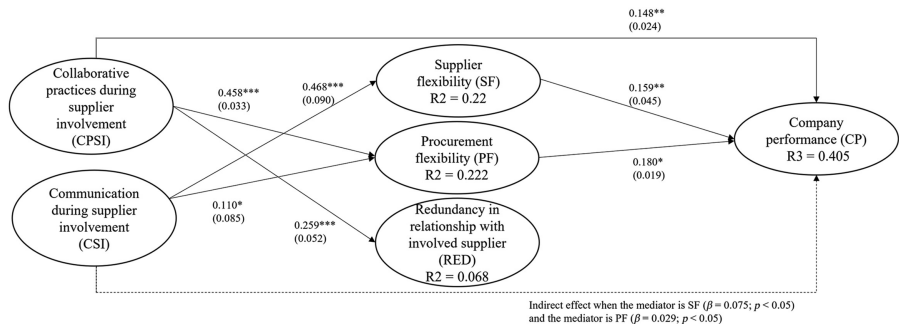 0.148**
(0.024)
Collaborative
practices during
supplier
involvement
(CPSI)
0.458***
(0.033)
0.468***
(0.090)
Supplier
flexibility (SF)
R2 = 0.22
0.159**
(0.045)
Procurement
flexibility (PF)
R2 = 0.222
Company
performance (CP)
R3 = 0.405
0.180*
(0.019)
Communication
during supplier
involvement
(CSI)
0.110*
(0.085)
0.259***
(0.052)
Redundancy in
relationship with
involved supplier
(RED)
R2 = 0.068
Indirect effect when the mediator is SF (β = 0.075; p < 0.05)
and the mediator is PF (β = 0.029; p < 0.05)